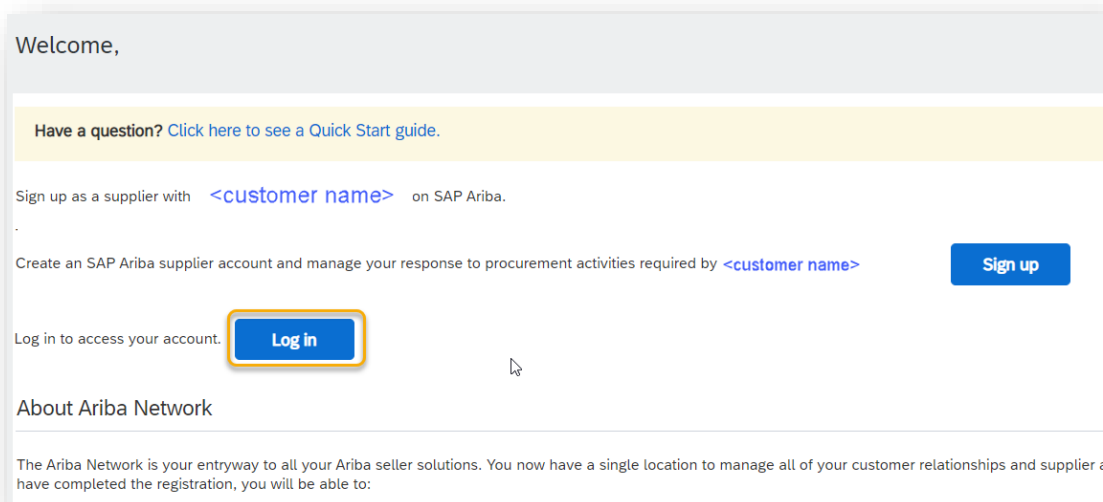 Welcome,
Have a question? Click here to see a Quick Start guide.
Sign up as a supplier with <customer name> on SAP Ariba.
.
Create an SAP Ariba supplier account and manage your response to procurement activities required by <customer name>
Sign up
Log in to access your account.
Log in
About Ariba Network
The Ariba Network is your entryway to all your Ariba seller solutions. You now have a single location to manage all of your customer relationships and supplier
have completed the registration, you will be able to: